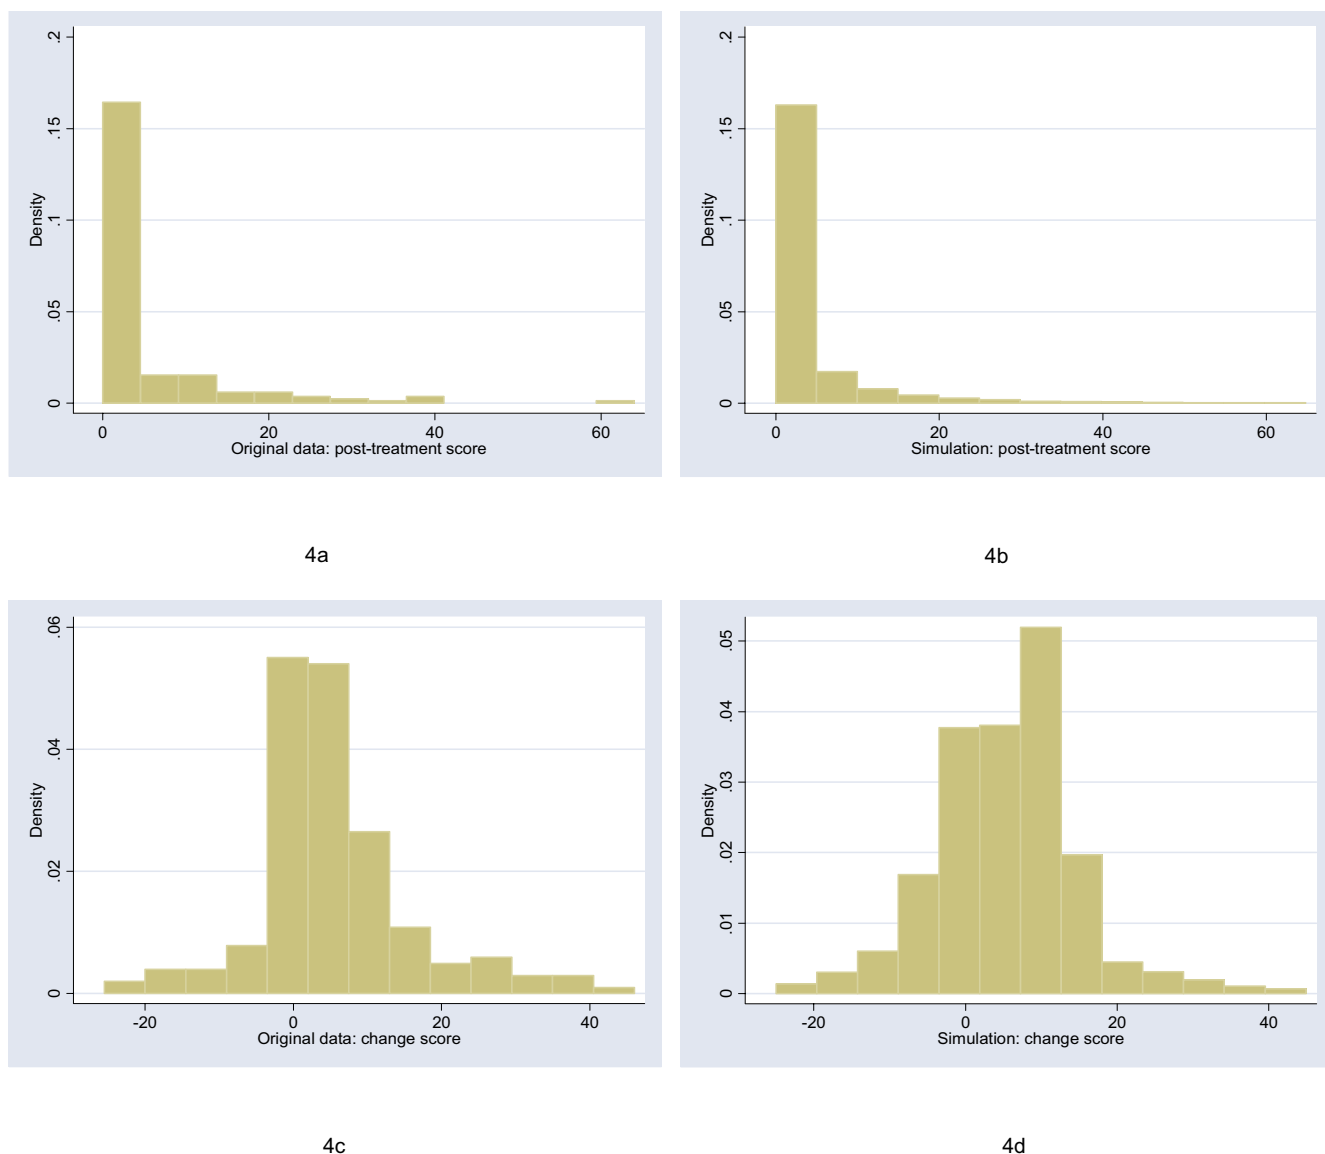 .2
.15
.1
.05
0
Density
0 20 40 60
Original data: post-treatment score
4a
.2
.15
.1
.05
0
Density
0 20 40 60
Simulation: post-treatment score
4b
.06
.04
.02
0
Density
-20 0 20 40
Original data: change score
4c
.05
.04
.03
.02
.01
0
Density
-20 0 20 40
Simulation: change score
4d